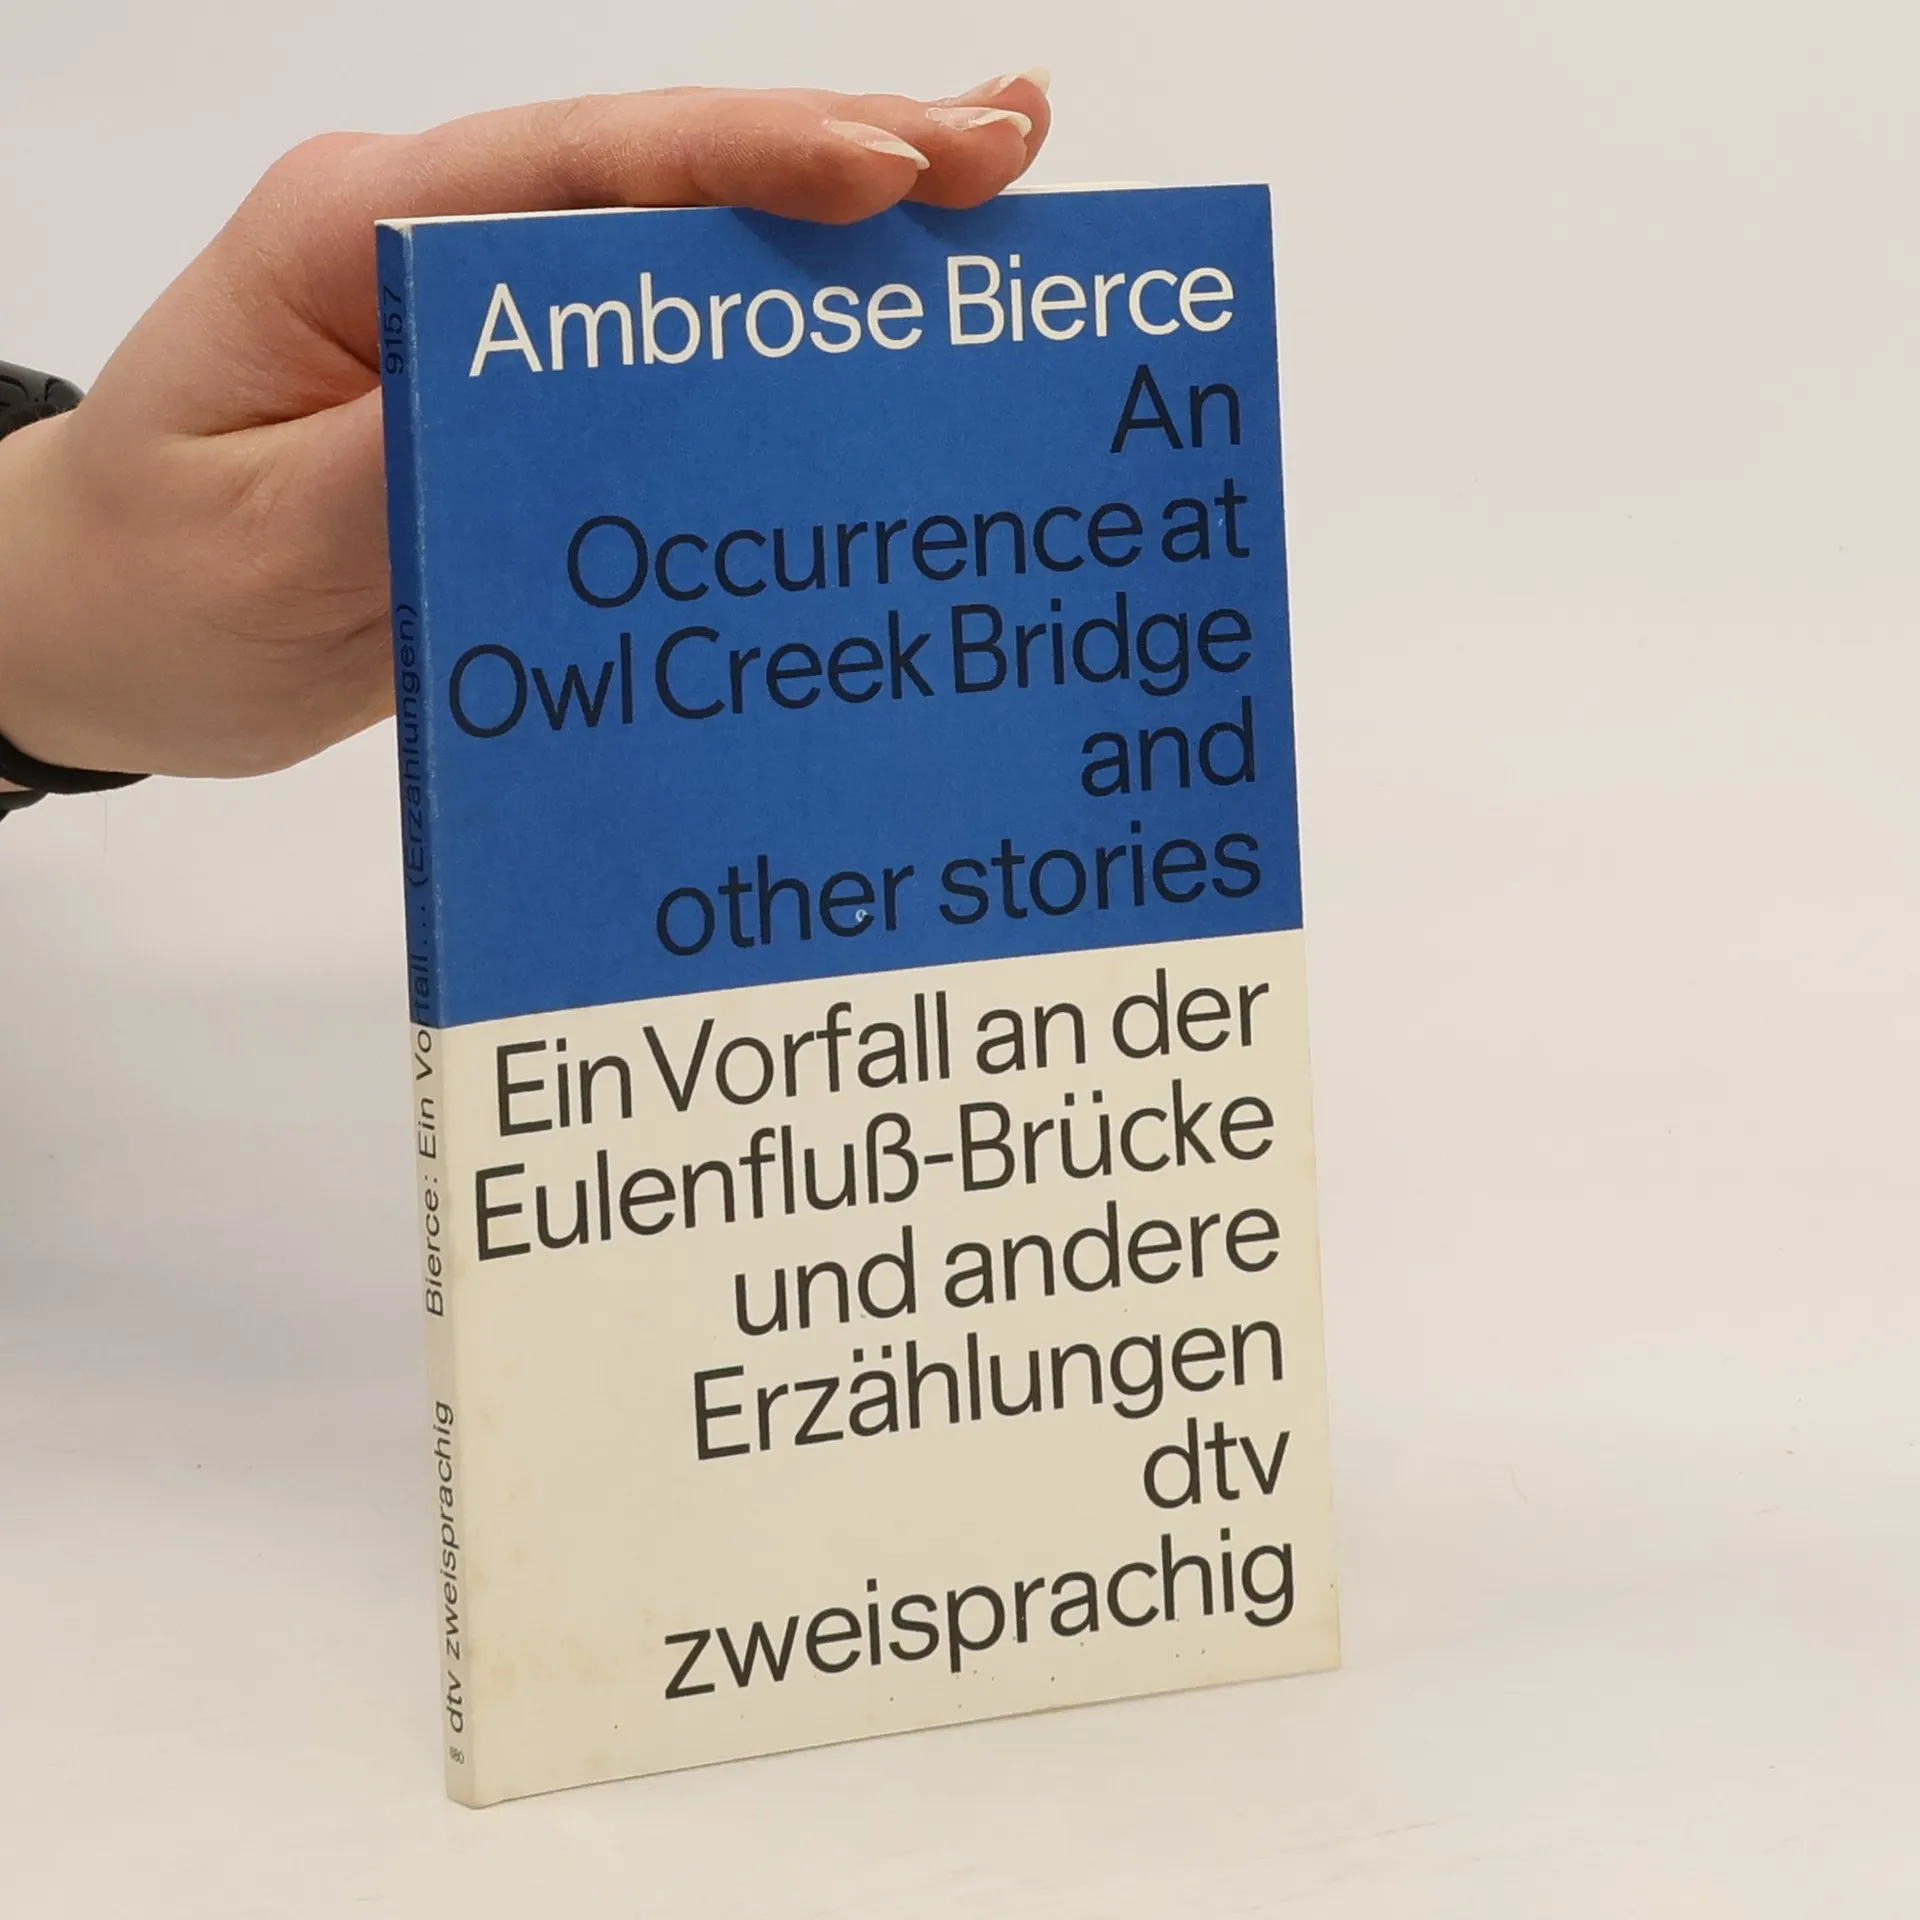 Ambrose Bierce
An
Occurrence at
Owl Creek Bridge
and
other stories
Ein Vorfall an der
Eulenfluß-Brücke
und andere
Erzählungen
dtv
zweisprachig
dtv zweisprachig Bierce: Ein Vorfall ... (Erzählungen) 9157